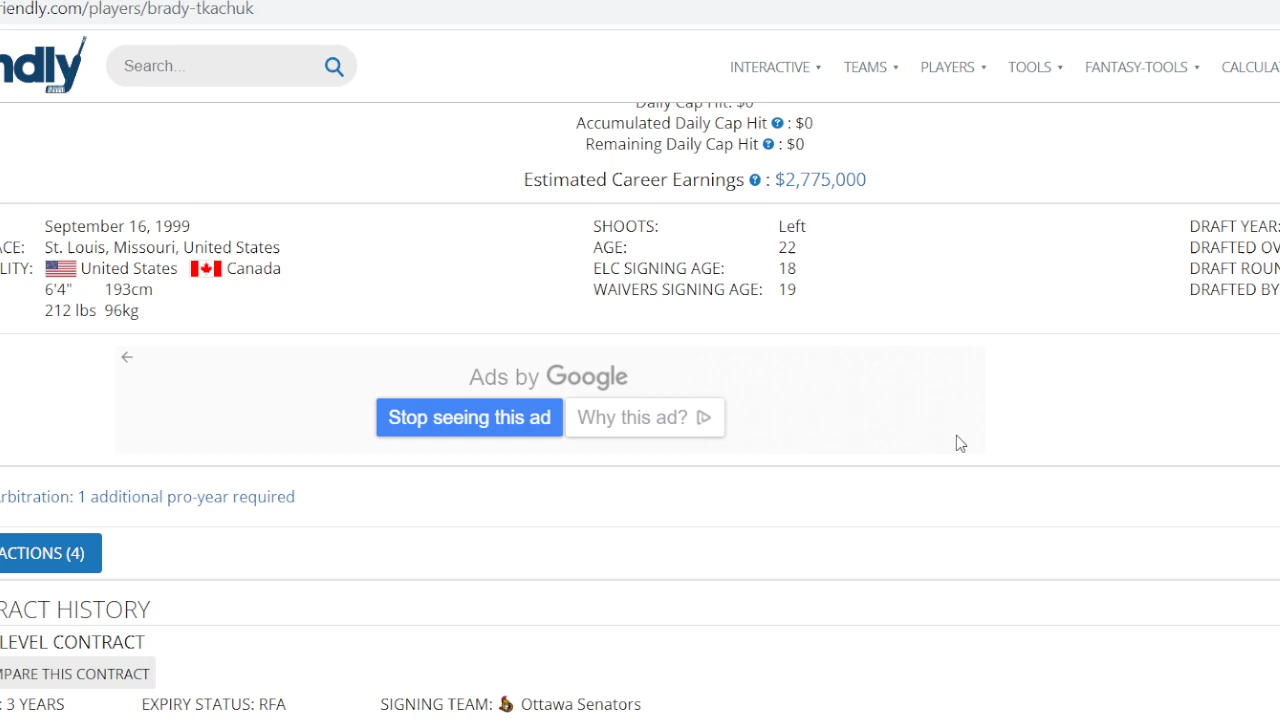 riendly.com/players/brady-tkachuk
ndly
Search...
INTERACTIVE
TEAMS
PLAYERS
TOOLS
FANTASY-TOOLS
CALCULA
Daily Cap Hit: $0
Accumulated Daily Cap Hit ? : $0
Remaining Daily Cap Hit ? : $0
Estimated Career Earnings ? : $2,775,000
September 16, 1999
SHOOTS: Left
DRAFT YEAR:
ACE: St. Louis, Missouri, United States
AGE: 22
DRAFTED OV
LITY: United States Canada
ELC SIGNING AGE: 18
DRAFT ROUN
6'4" 193cm
WAIVERS SIGNING AGE: 19
DRAFTED BY
212 lbs 96kg
Ads by Google
Stop seeing this ad
Why this ad?
rbitration: 1 additional pro-year required
ACTIONS (4)
RACT HISTORY
LEVEL CONTRACT
MPARE THIS CONTRACT
: 3 YEARS
EXPIRY STATUS: RFA
SIGNING TEAM: Ottawa Senators